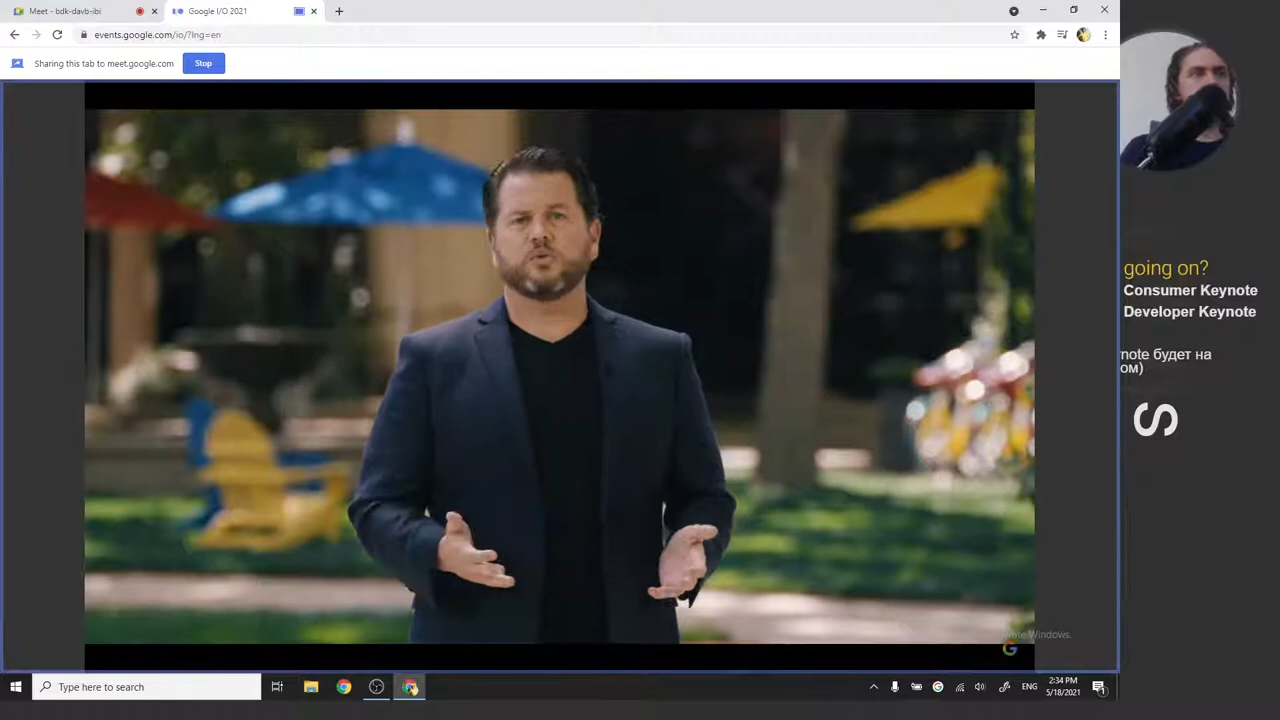 Meet - bdk-davb-ibi
Google I/O 2021
events.google.com/io/?lng=en
Sharing this tab to meet.google.com
Stop
going on?
Consumer Keynote
Developer Keynote
note будет на
ом)
S
Windows.
G
Type here to search
ENG
2:34 PM
5/18/2021